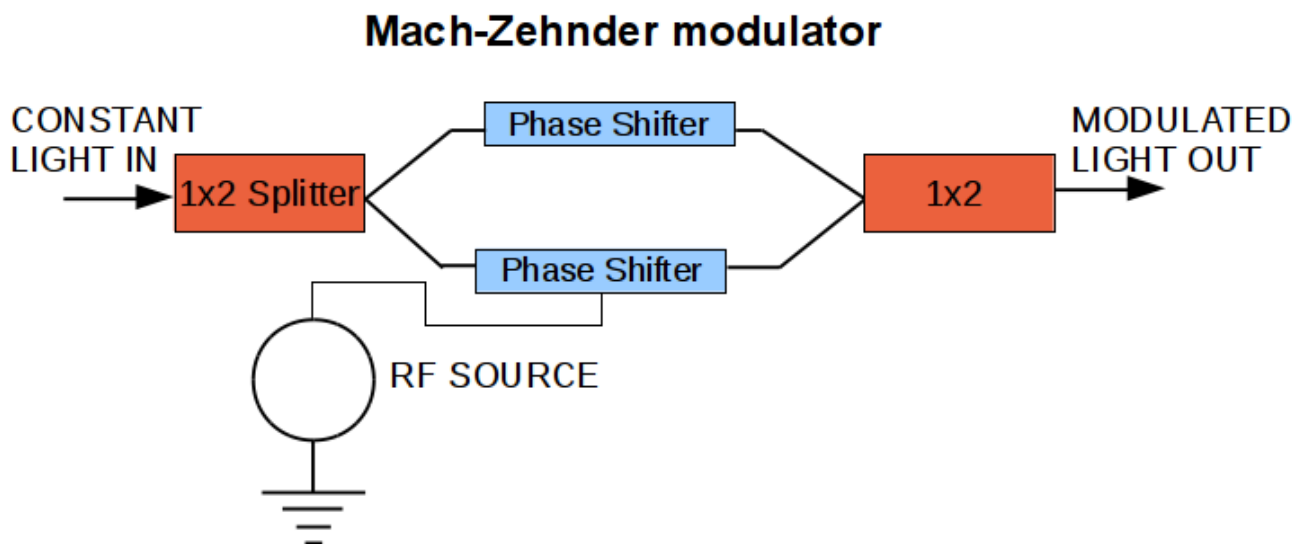 Mach-Zehnder modulator
CONSTANT
LIGHT IN
1x2 Splitter
Phase Shifter
Phase Shifter
1x2
MODULATED
LIGHT OUT
RF SOURCE